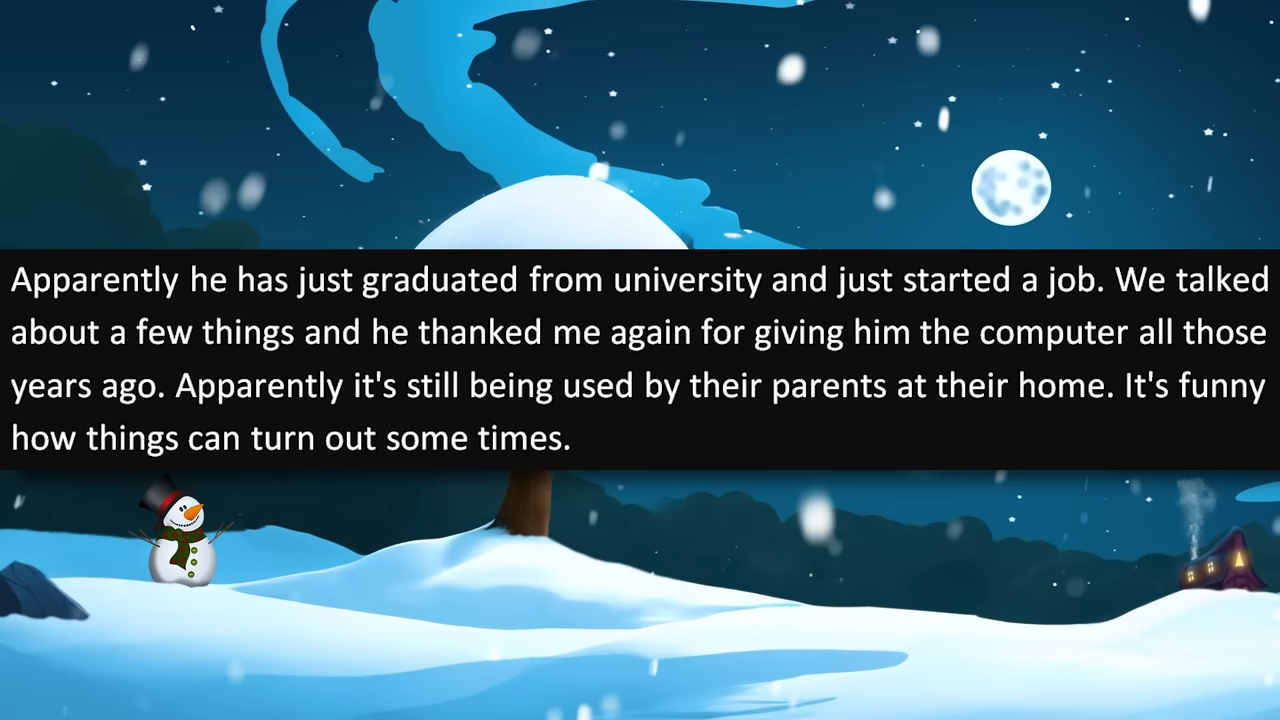 Apparently he has just graduated from university and just started a job. We talked
about a few things and he thanked me again for giving him the computer all those
years ago. Apparently it's still being used by their parents at their home. It's funny
how things can turn out some times.